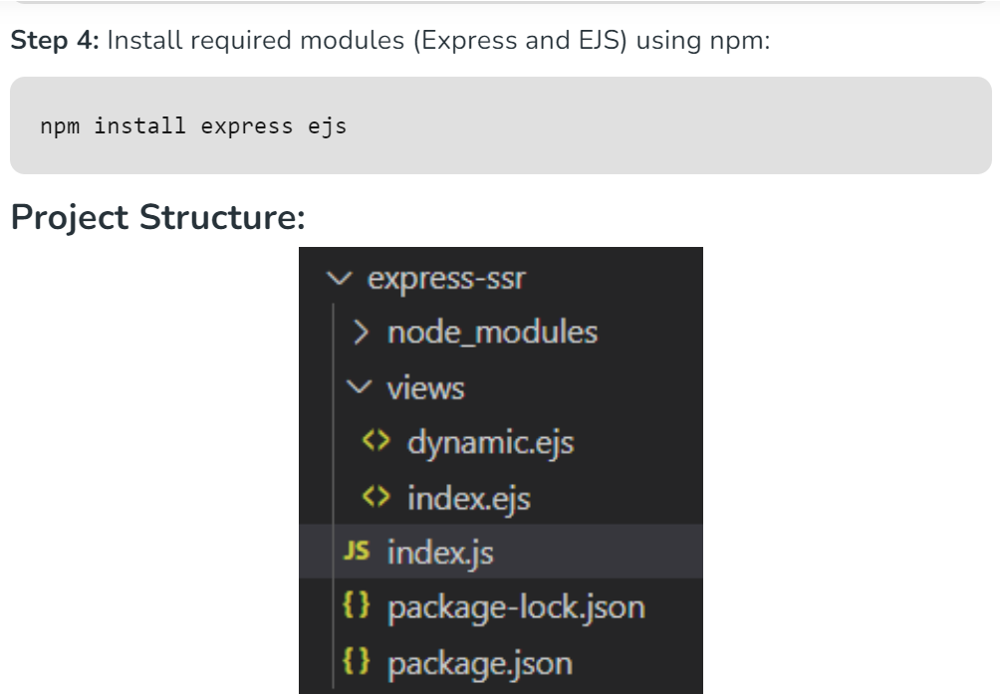 Step 4: Install required modules (Express and EJS) using npm:
npm install express ejs
Project Structure:
express-ssr
node_modules
views
dynamic.ejs
index.ejs
JS index.js
{} package-lock.json
{} package.json